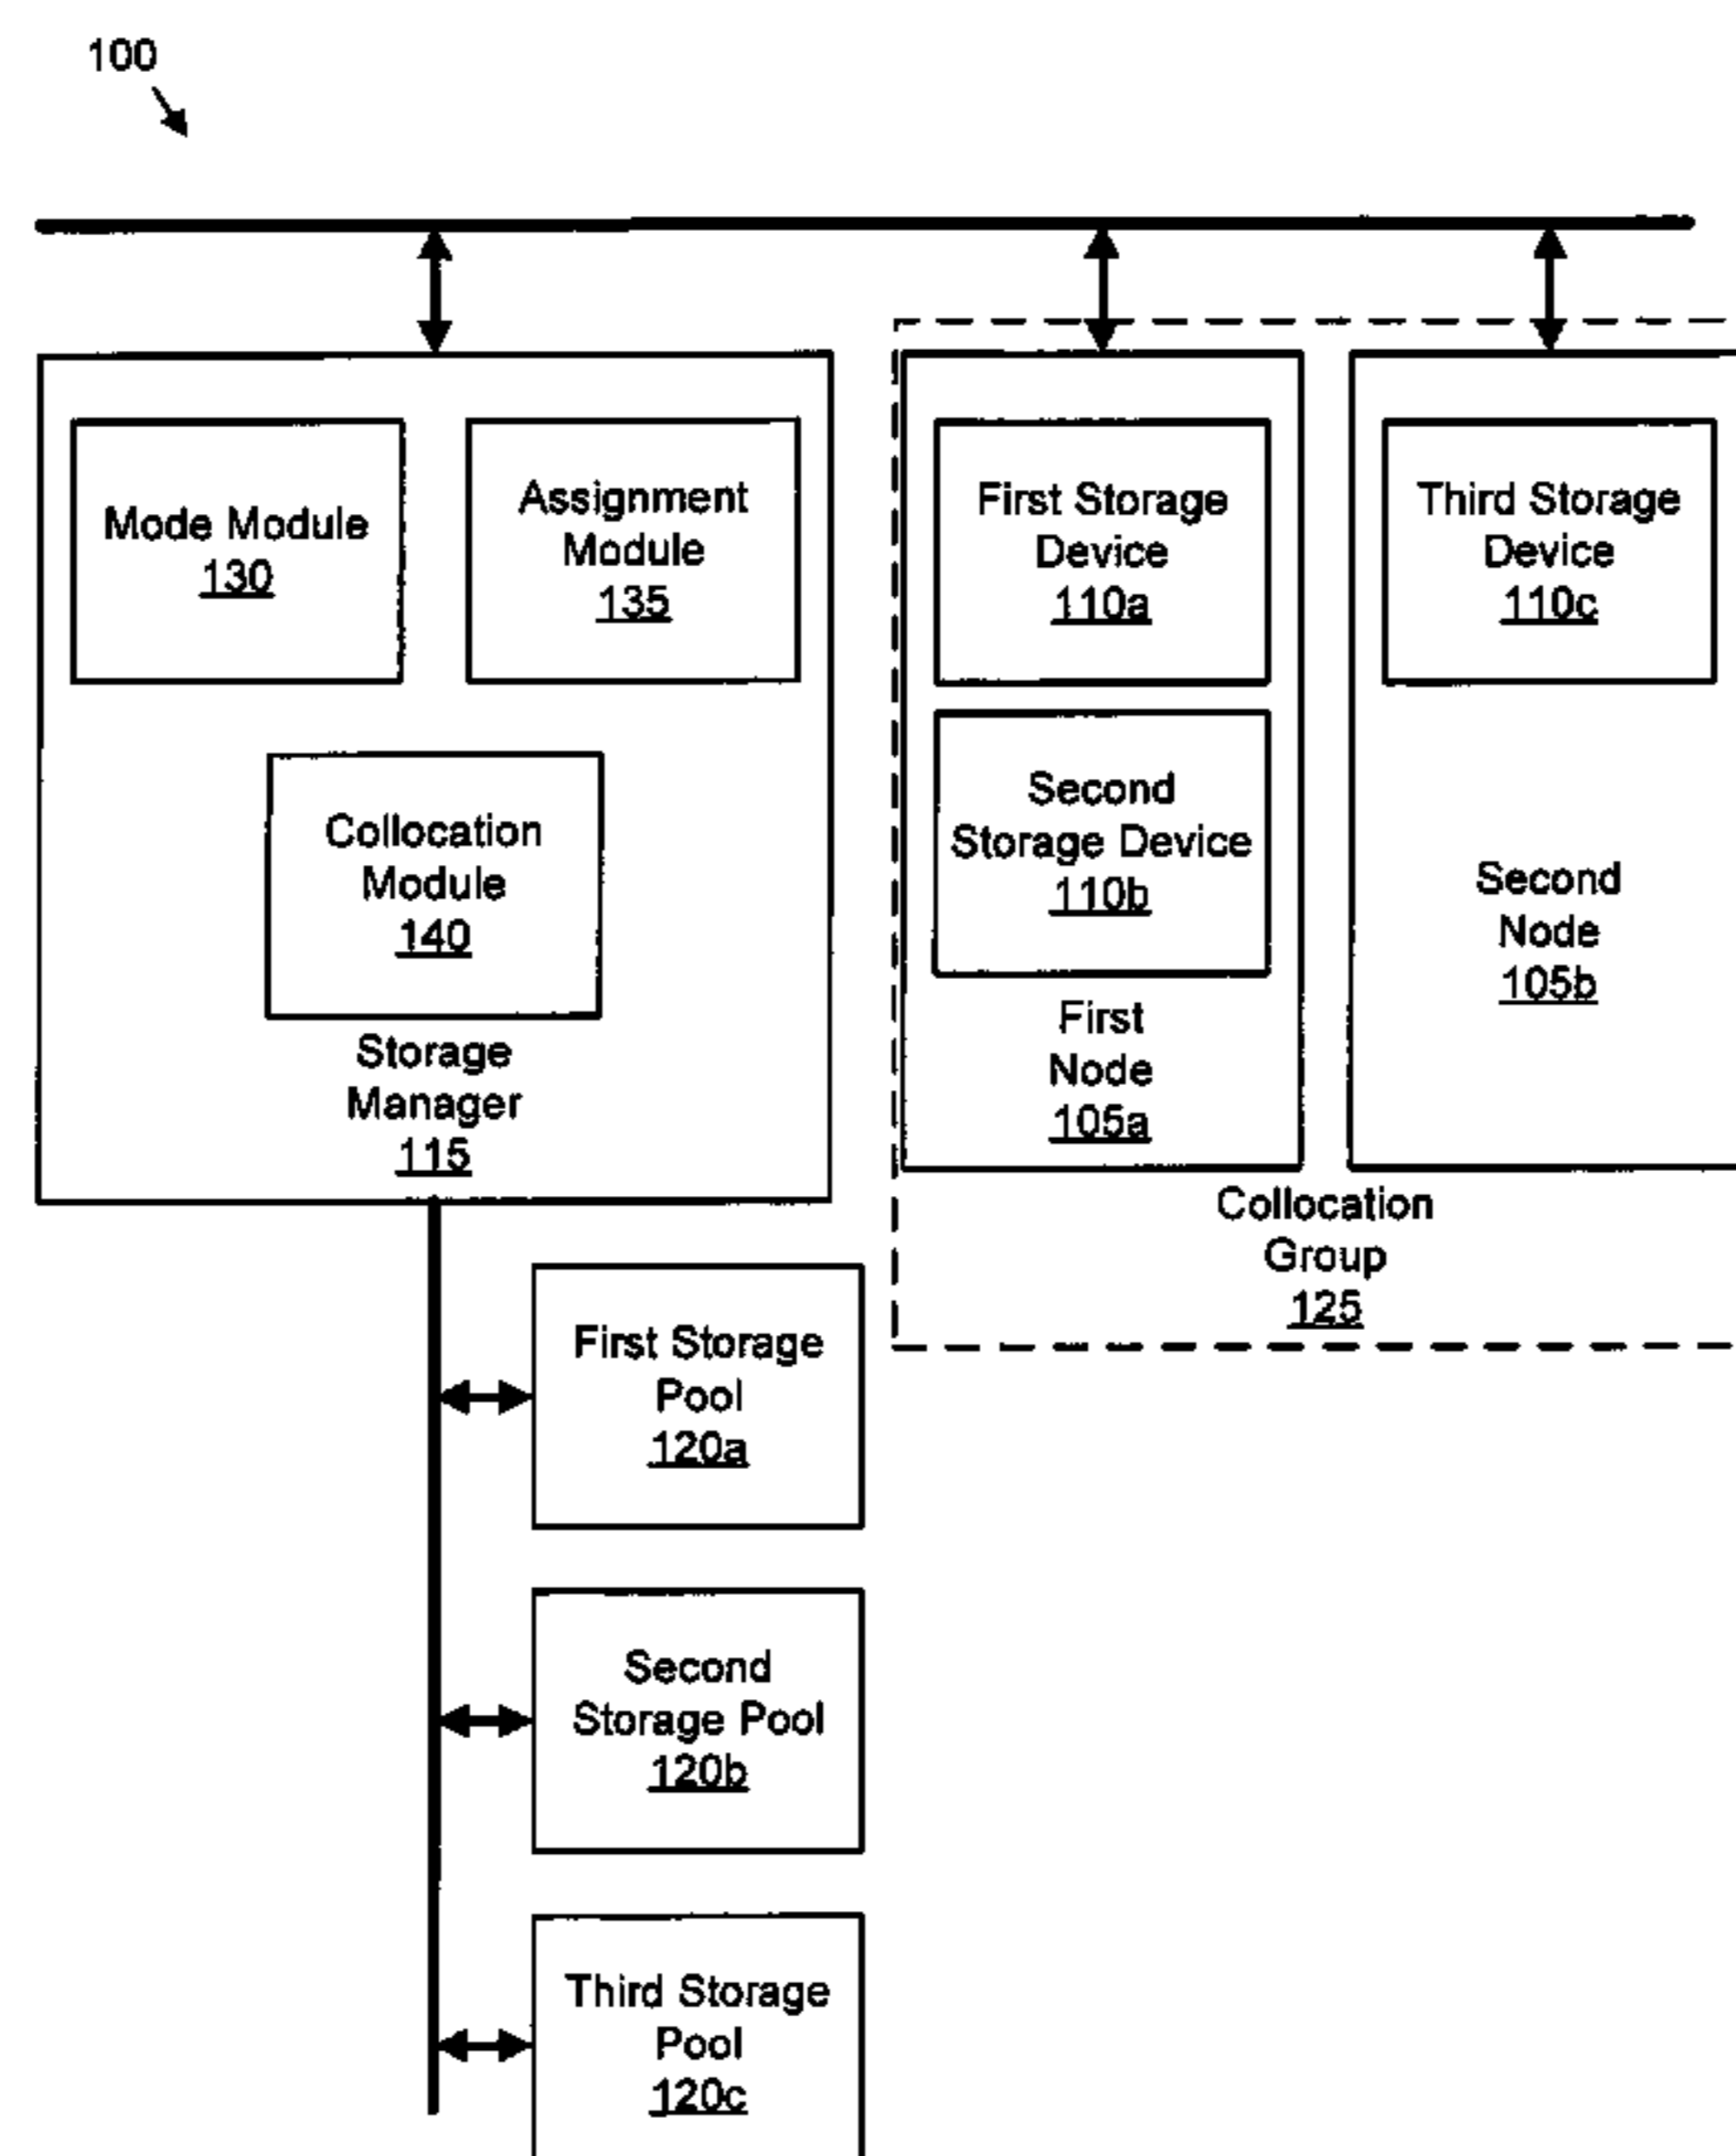 100
Mode Module
130
Assignment
Module
135
Collocation
Module
140
Storage
Manager
115
First Storage
Device
110a
Second
Storage Device
110b
First
Node
105a
Third Storage
Device
110c
Second
Node
105b
Collocation
Group
125
First Storage
Pool
120a
Second
Storage Pool
120b
Third Storage
Pool
120c